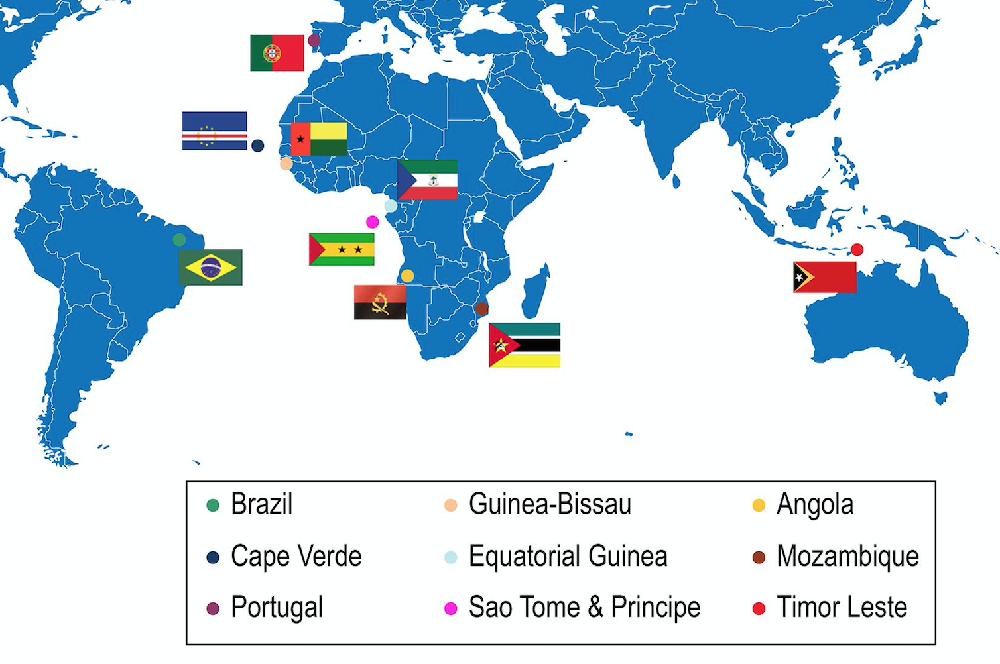 Brazil
Guinea-Bissau
Angola
Cape Verde
Equatorial Guinea
Mozambique
Portugal
Sao Tome & Principe
Timor Leste